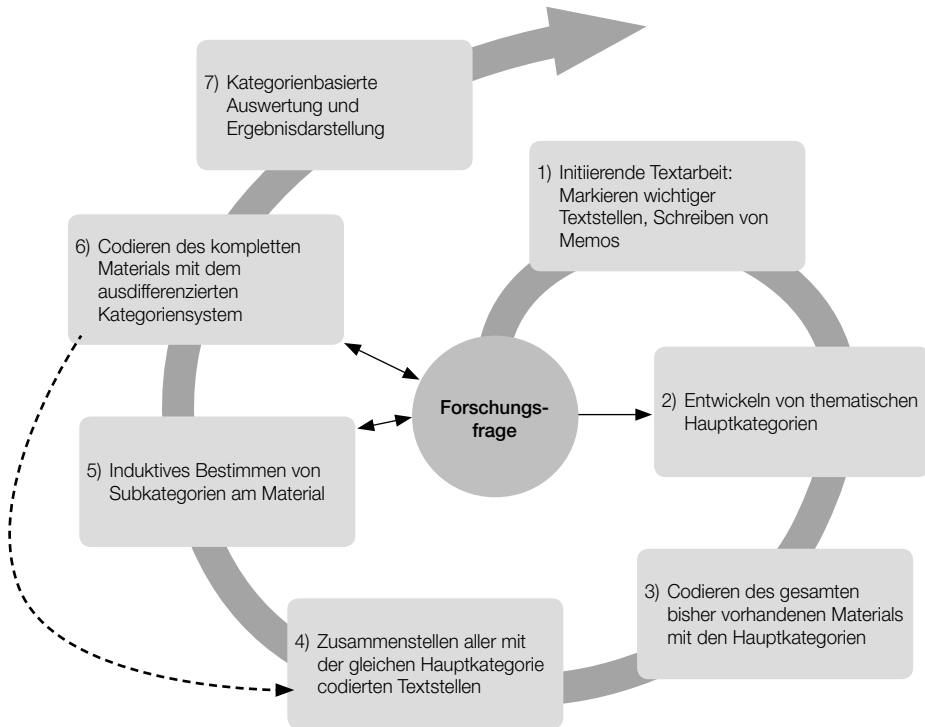 7) Kategorienbasierte
Auswertung und
Ergebnisdarstellung
1) Initiierende Textarbeit:
Markieren wichtiger
Textstellen, Schreiben von
Memos
6) Codieren des kompletten
Materials mit dem
ausdifferenzierten
Kategoriensystem
Forschungs-
frage
2) Entwickeln von thematischen
Hauptkategorien
5) Induktives Bestimmen von
Subkategorien am Material
3) Codieren des gesamten
bisher vorhandenen Materials
mit den Hauptkategorien
4) Zusammenstellen aller mit
der gleichen Hauptkategorie
codierten Textstellen